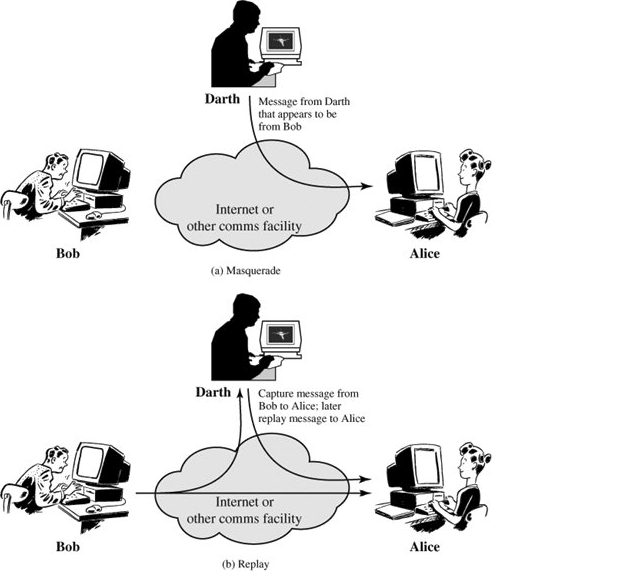 Darth
Message from Darth
that appears to be
from Bob
Internet or
other comms facility
Bob
Alice
(a) Masquerade
Darth
Capture message from
Bob to Alice; later
replay message to Alice
Internet or
other comms facility
Bob
Alice
(b) Replay